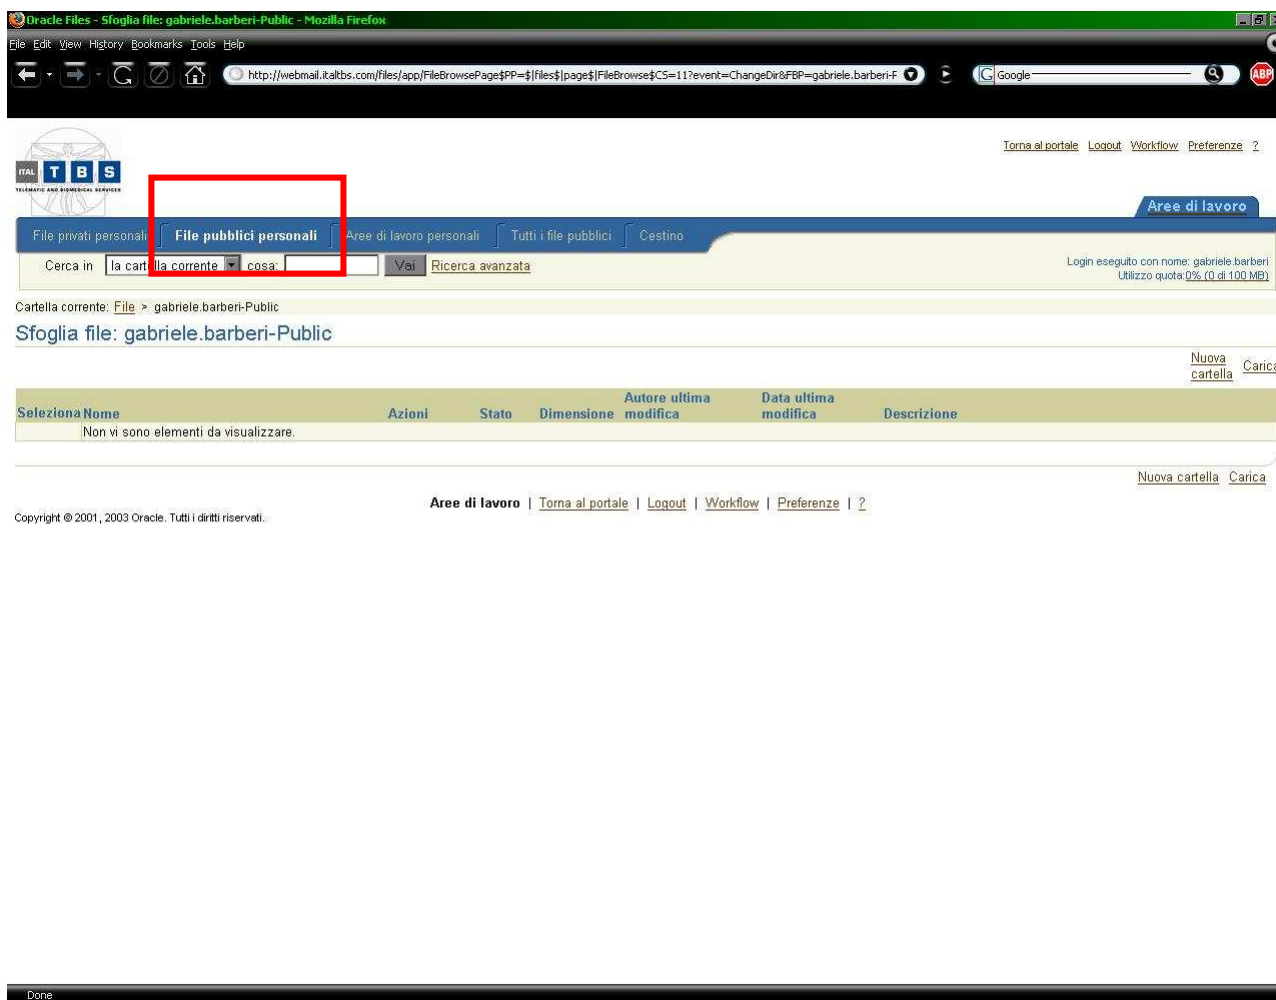 Oracle Files - Sfoglia file: gabriele.barberi-Public - Mozilla Firefox
File Edit View History Bookmarks Tools Help
http://webmail.italtbs.com/files/app/FileBrowsePage$PP=$|files$|page$|FileBrowse$CS=11?event=ChangeDir&FBP=gabriele.barberi-F
Google
ABP
Torna al portale Logout Workflow Preferenze ?
ITAL T B S
TELEMATIC AND BIOMEDICAL SERVICES
Aree di lavoro
File privati personali File pubblici personali Aree di lavoro personali Tutti i file pubblici Cestino
Cerca in la cartella corrente cosa: Vai Ricerca avanzata
Login eseguito con nome: gabriele.barberi
Utilizzo quota:0% (0 di 100 MB)
Cartella corrente: File > gabriele.barberi-Public
Sfoglia file: gabriele.barberi-Public
Nuova cartella Carica
Seleziona Nome Azioni Stato Dimensione Autore ultima modifica Data ultima modifica Descrizione
Non vi sono elementi da visualizzare.
Nuova cartella Carica
Aree di lavoro | Torna al portale | Logout | Workflow | Preferenze | ?
Copyright © 2001, 2003 Oracle. Tutti i diritti riservati.
Done